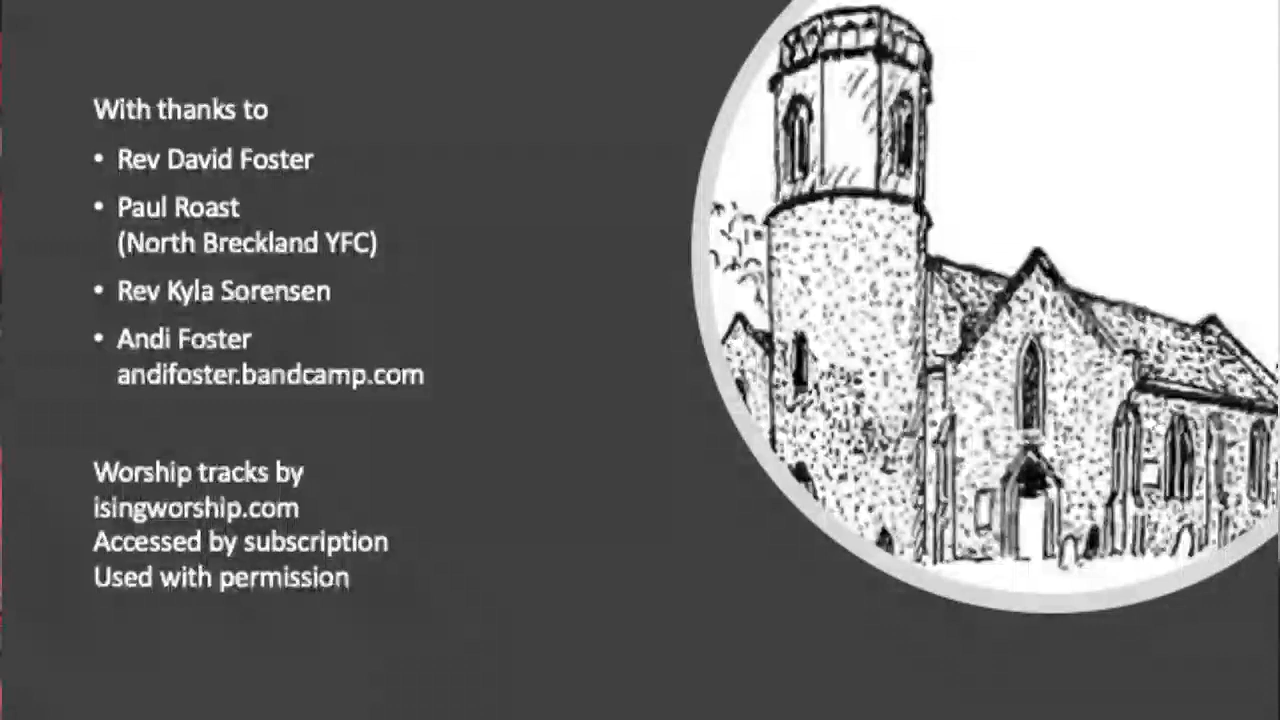 With thanks to
• Rev David Foster
• Paul Roast
(North Breckland YFC)
• Rev Kyla Sorensen
• Andi Foster
andifoster.bandcamp.com
Worship tracks by
isingworship.com
Accessed by subscription
Used with permission